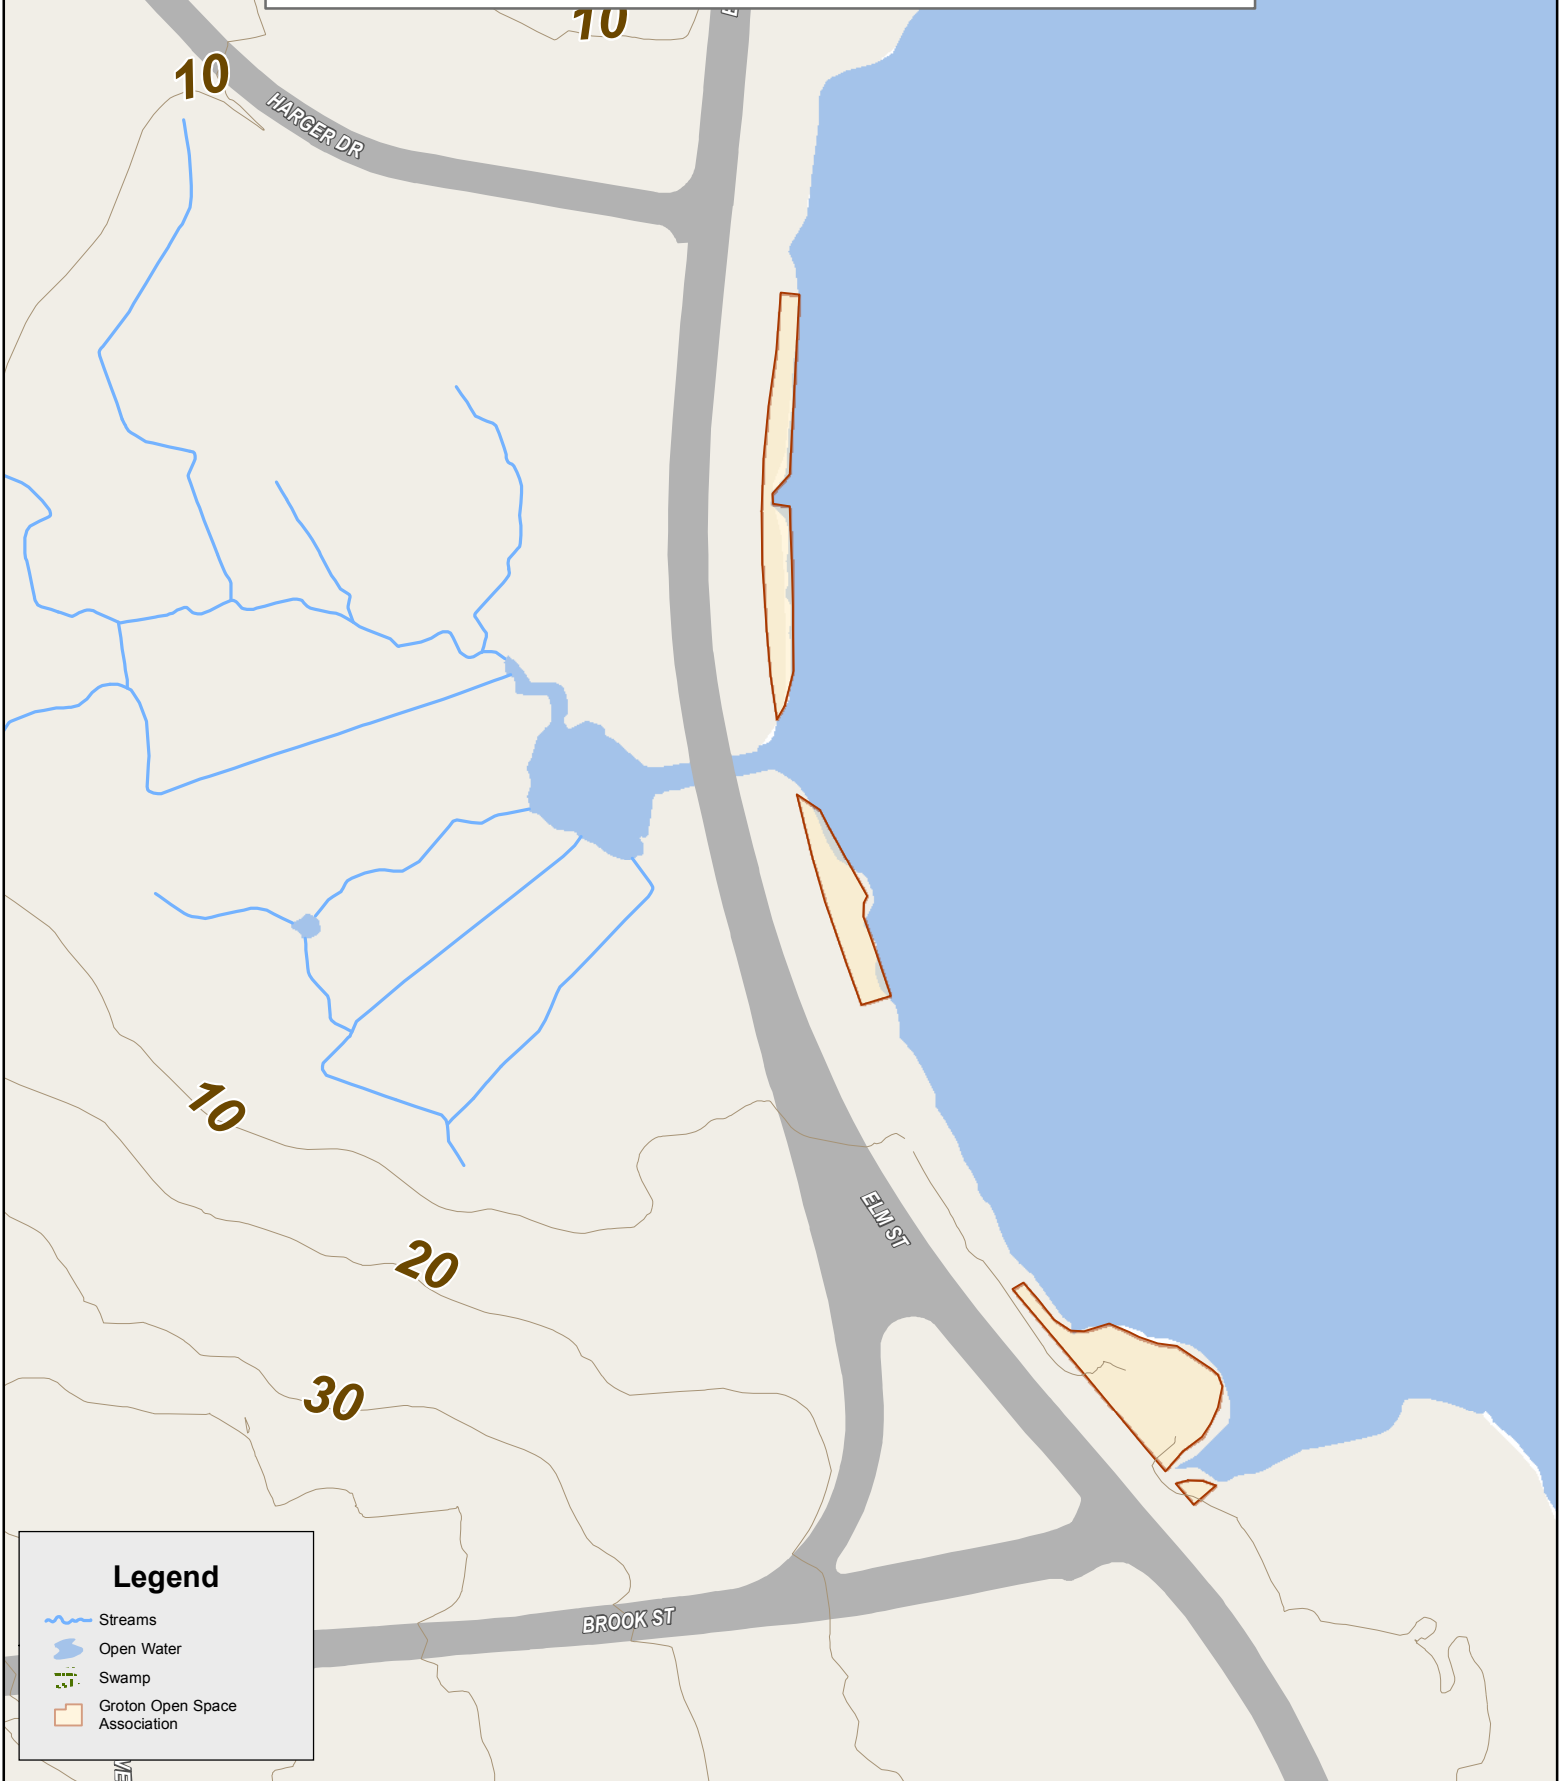 10
10
HARGER DR
10
ELM ST
20
30
BROOK ST
Legend
Streams
Open Water
Swamp
Groton Open Space
Association